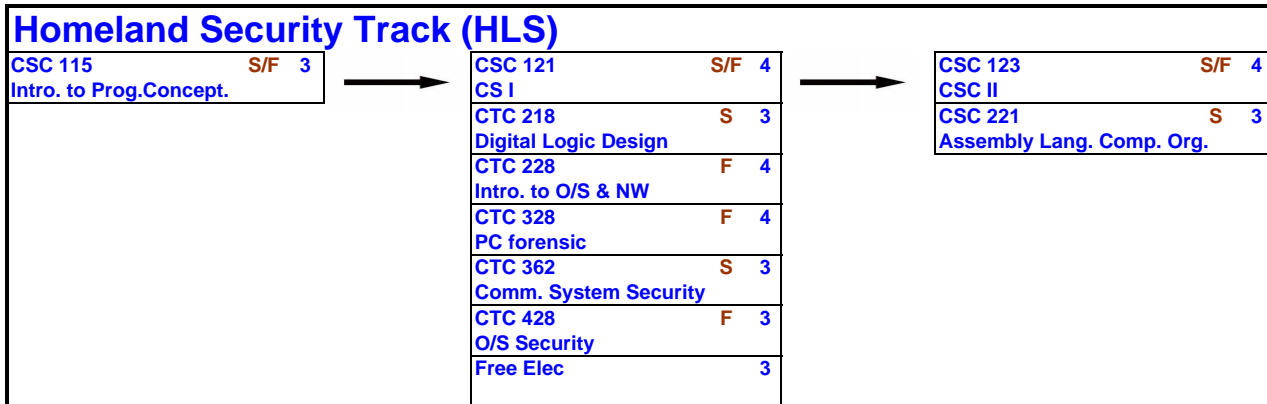 Homeland Security Track (HLS)
CSC 115 S/F 3
Intro. to Prog.Concept.
CSC 121 S/F 4
CS I
CTC 218 S 3
Digital Logic Design
CTC 228 F 4
Intro. to O/S & NW
CTC 328 F 4
PC forensic
CTC 362 S 3
Comm. System Security
CTC 428 F 3
O/S Security
Free Elec 3
CSC 123 S/F 4
CSC II
CSC 221 S 3
Assembly Lang. Comp. Org.